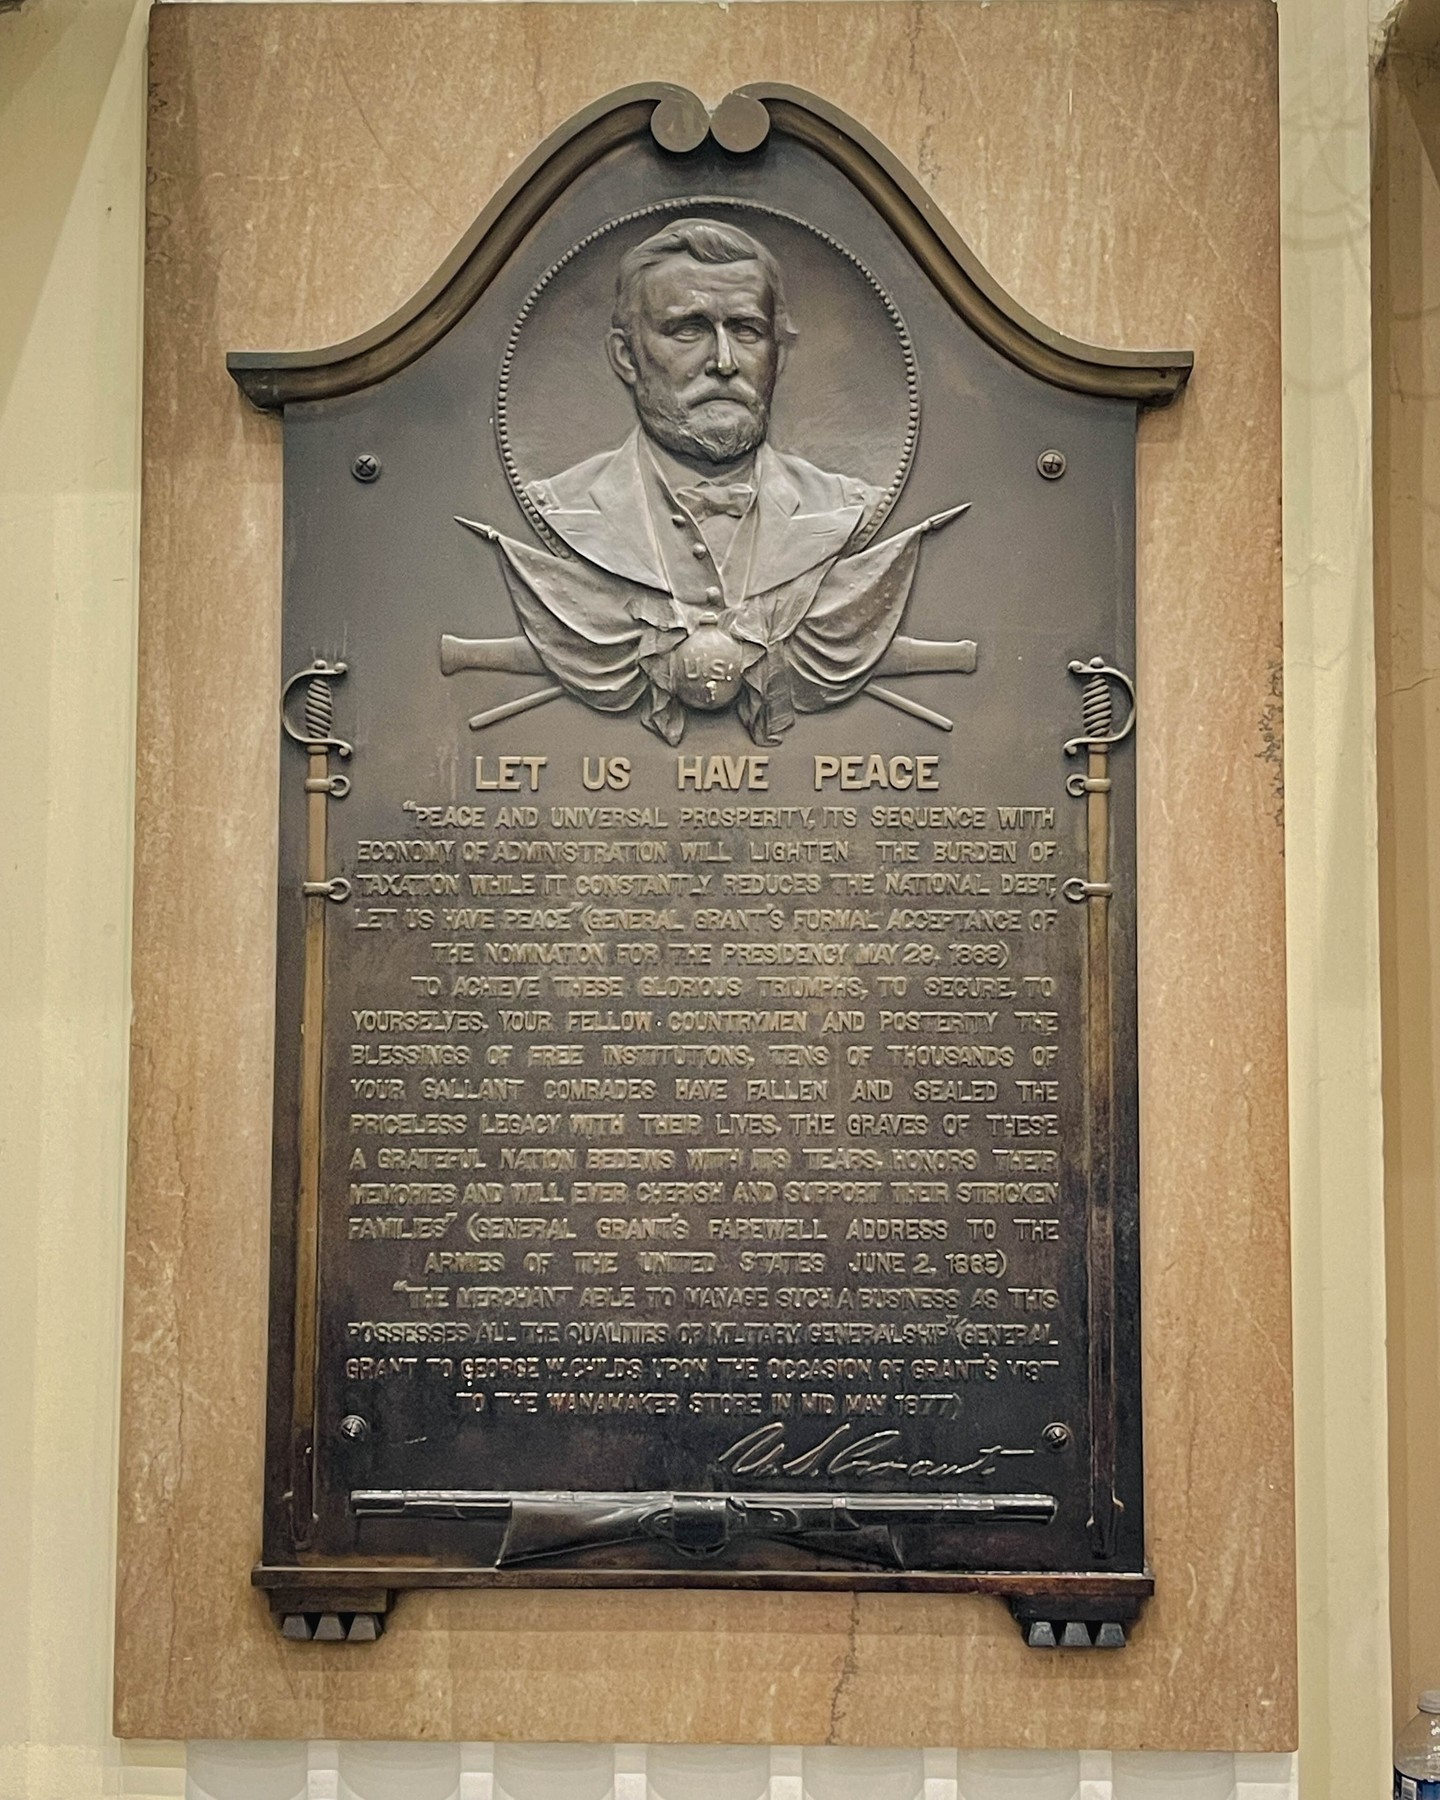 U.S.
LET US HAVE PEACE
“PEACE AND UNIVERSAL PROSPERITY, ITS SEQUENCE WITH
ECONOMY OF ADMINISTRATION WILL LIGHTEN THE BURDEN OF
TAXATION WHILE IT CONSTANTLY REDUCES THE NATIONAL DEBT,
LET US HAVE PEACE” (GENERAL GRANT'S FORMAL ACCEPTANCE OF
THE NOMINATION FOR THE PRESIDENCY MAY 29, 1868)
TO ACHIEVE THESE GLORIOUS TRIUMPHS, TO SECURE, TO
YOURSELVES, YOUR FELLOW-COUNTRYMEN AND POSTERITY THE
BLESSINGS OF FREE INSTITUTIONS, TENS OF THOUSANDS OF
YOUR GALLANT COMRADES HAVE FALLEN AND SEALED THE
PRICELESS LEGACY WITH THEIR LIVES, THE GRAVES OF THESE
A GRATEFUL NATION BEDEWS WITH ITS TEARS, HONORS THEIR
MEMORIES AND WILL EVER CHERISH AND SUPPORT THEIR STRICKEN
FAMILIES” (GENERAL GRANT'S FAREWELL ADDRESS TO THE
ARMIES OF THE UNITED STATES JUNE 2, 1865)
“THE MERCHANT ABLE TO MANAGE SUCH A BUSINESS AS THIS
POSSESSES ALL THE QUALITIES OF MILITARY GENERALSHIP” (GENERAL
GRANT TO GEORGE W. CHILDS UPON THE OCCASION OF GRANT'S VISIT
TO THE WANAMAKER STORE IN MID MAY 1877)
U. S. Grant